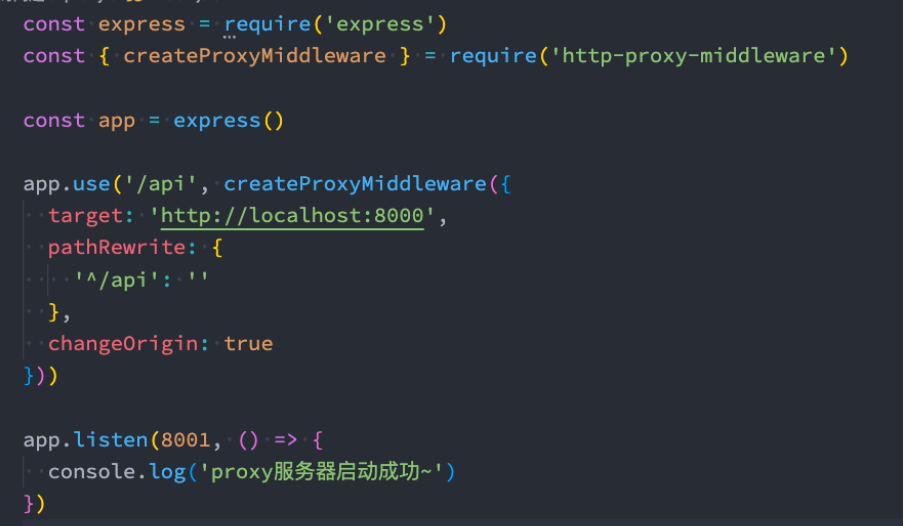 const express = require('express')
const { createProxyMiddleware } = require('http-proxy-middleware')
const app = express()
app.use('/api', createProxyMiddleware({
target: 'http://localhost:8000',
pathRewrite: {
'^/api': ''
},
changeOrigin: true
}))
app.listen(8001, () => {
console.log('proxy服务器启动成功~')
})